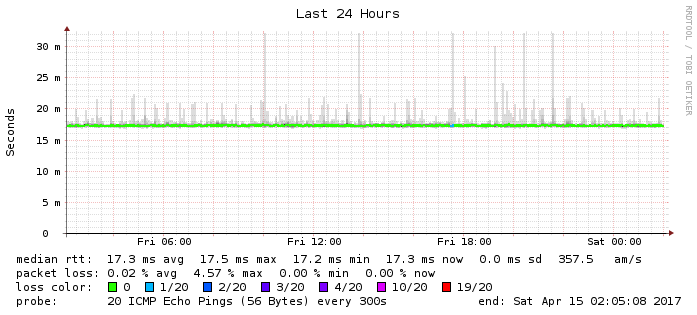 Last 24 Hours
RRDTOOL / TOBI OETIKER
Seconds
30 m
25 m
20 m
15 m
10 m
5 m
0
Fri 06:00 Fri 12:00 Fri 18:00 Sat 00:00
median rtt: 17.3 ms avg 17.5 ms max 17.2 ms min 17.3 ms now 0.0 ms sd 357.5 am/s
packet loss: 0.02 % avg 4.57 % max 0.00 % min 0.00 % now
loss color: 0 1/20 2/20 3/20 4/20 10/20 19/20
probe: 20 ICMP Echo Pings (56 Bytes) every 300s end: Sat Apr 15 02:05:08 2017